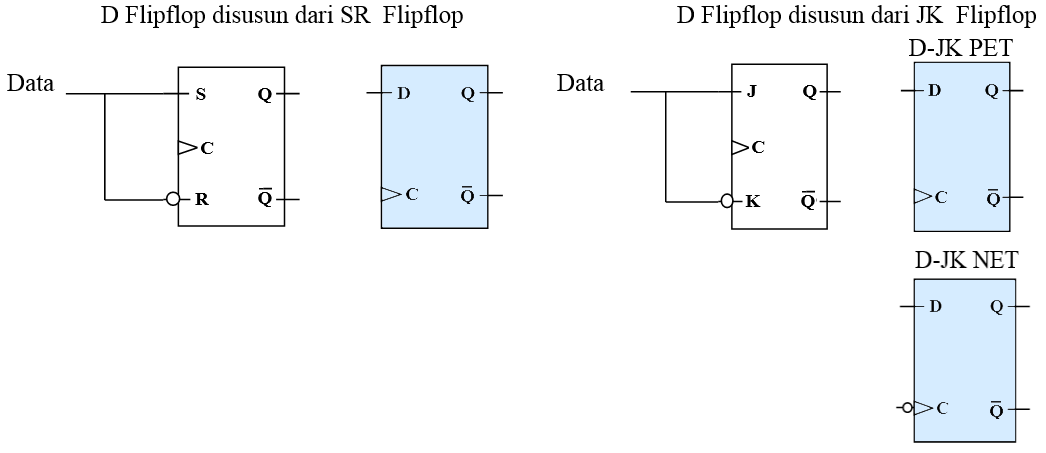 D Flipflop disusun dari SR Flipflop
Data
S Q
C
R Q̅
D Q
C Q̅
D Flipflop disusun dari JK Flipflop
Data
J Q
C
K Q̅
D-JK PET
D Q
C Q̅
D-JK NET
D Q
C Q̅